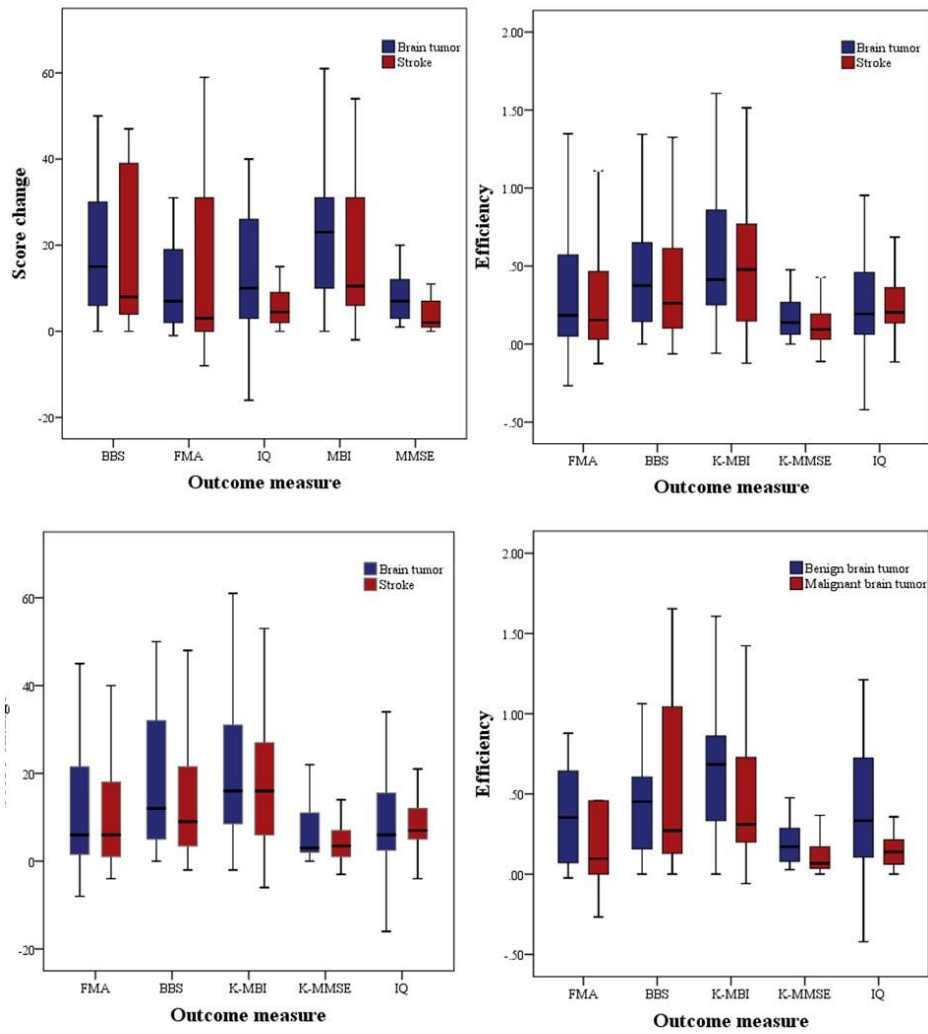 Brain tumor
Stroke
60
40
20
0
-20
Score change
BBS FMA IQ MBI MMSE
Outcome measure
Brain tumor
Stroke
2.00
1.50
1.00
.50
.00
-.50
Efficiency
FMA BBS K-MBI K-MMSE IQ
Outcome measure
Brain tumor
Stroke
60
40
20
0
-20
FMA BBS K-MBI K-MMSE IQ
Outcome measure
Benign brain tumor
Malignant brain tumor
2.00
1.50
1.00
.50
.00
-.50
Efficiency
FMA BBS K-MBI K-MMSE IQ
Outcome measure